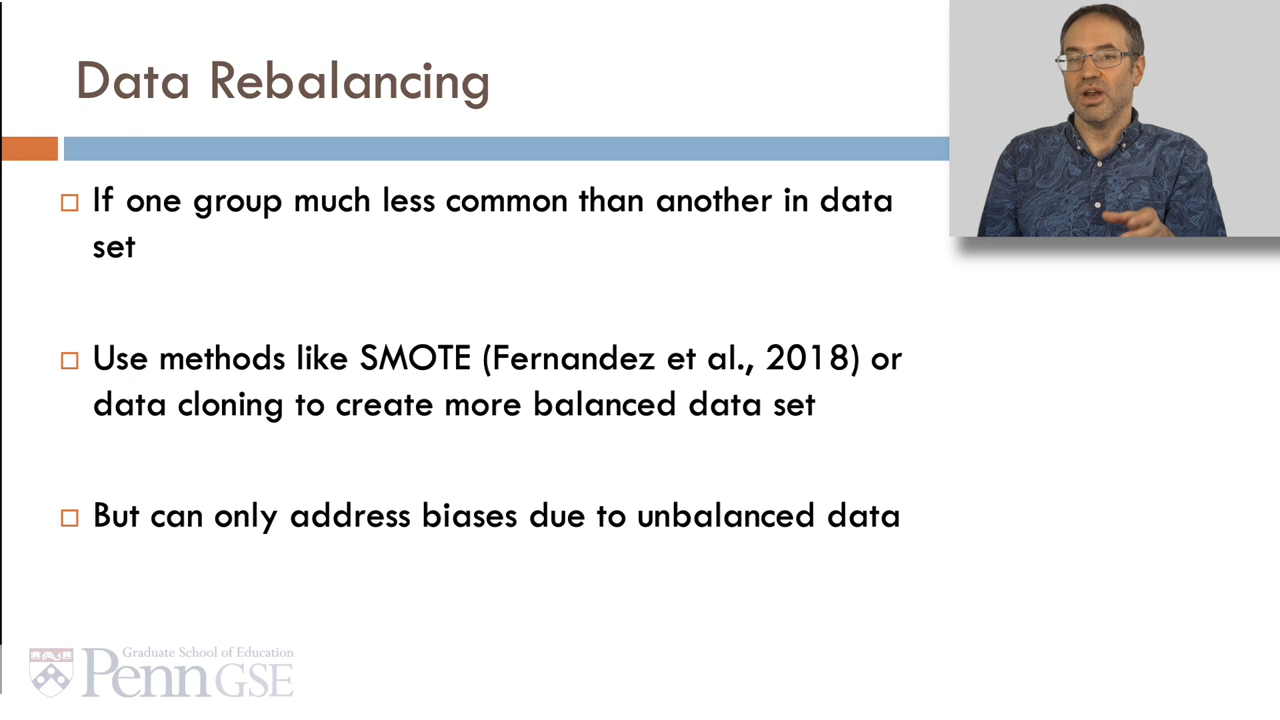 Data Rebalancing
If one group much less common than another in data
set
Use methods like SMOTE (Fernandez et al., 2018) or
data cloning to create more balanced data set
But can only address biases due to unbalanced data
Graduate School of Education
Penn GSE